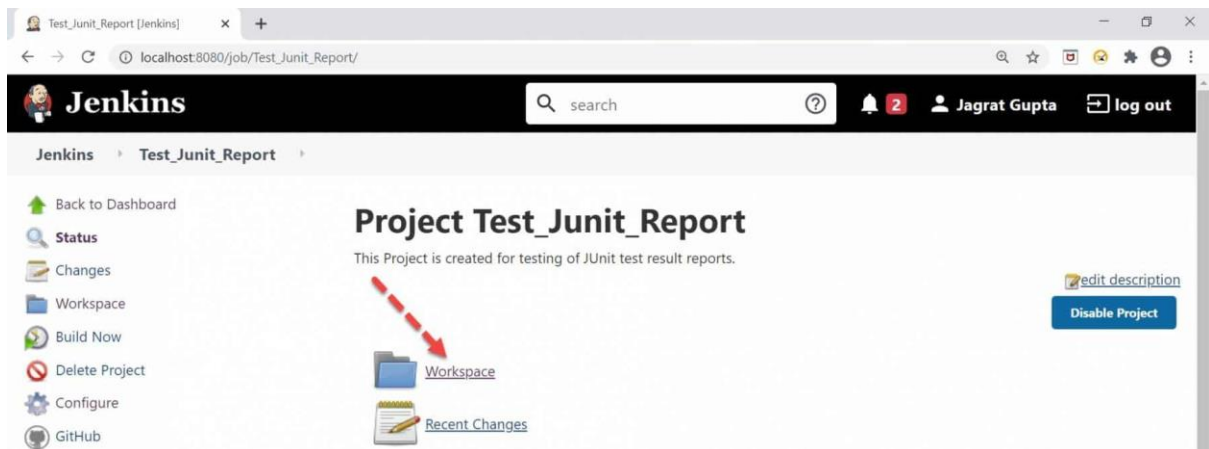 Test_Junit_Report [Jenkins]
localhost:8080/job/Test_Junit_Report/
Jenkins
search
2
Jagrat Gupta
log out
Jenkins
Test_Junit_Report
Back to Dashboard
Status
Changes
Workspace
Build Now
Delete Project
Configure
GitHub
Project Test_Junit_Report
This Project is created for testing of JUnit test result reports.
edit description
Disable Project
Workspace
Recent Changes